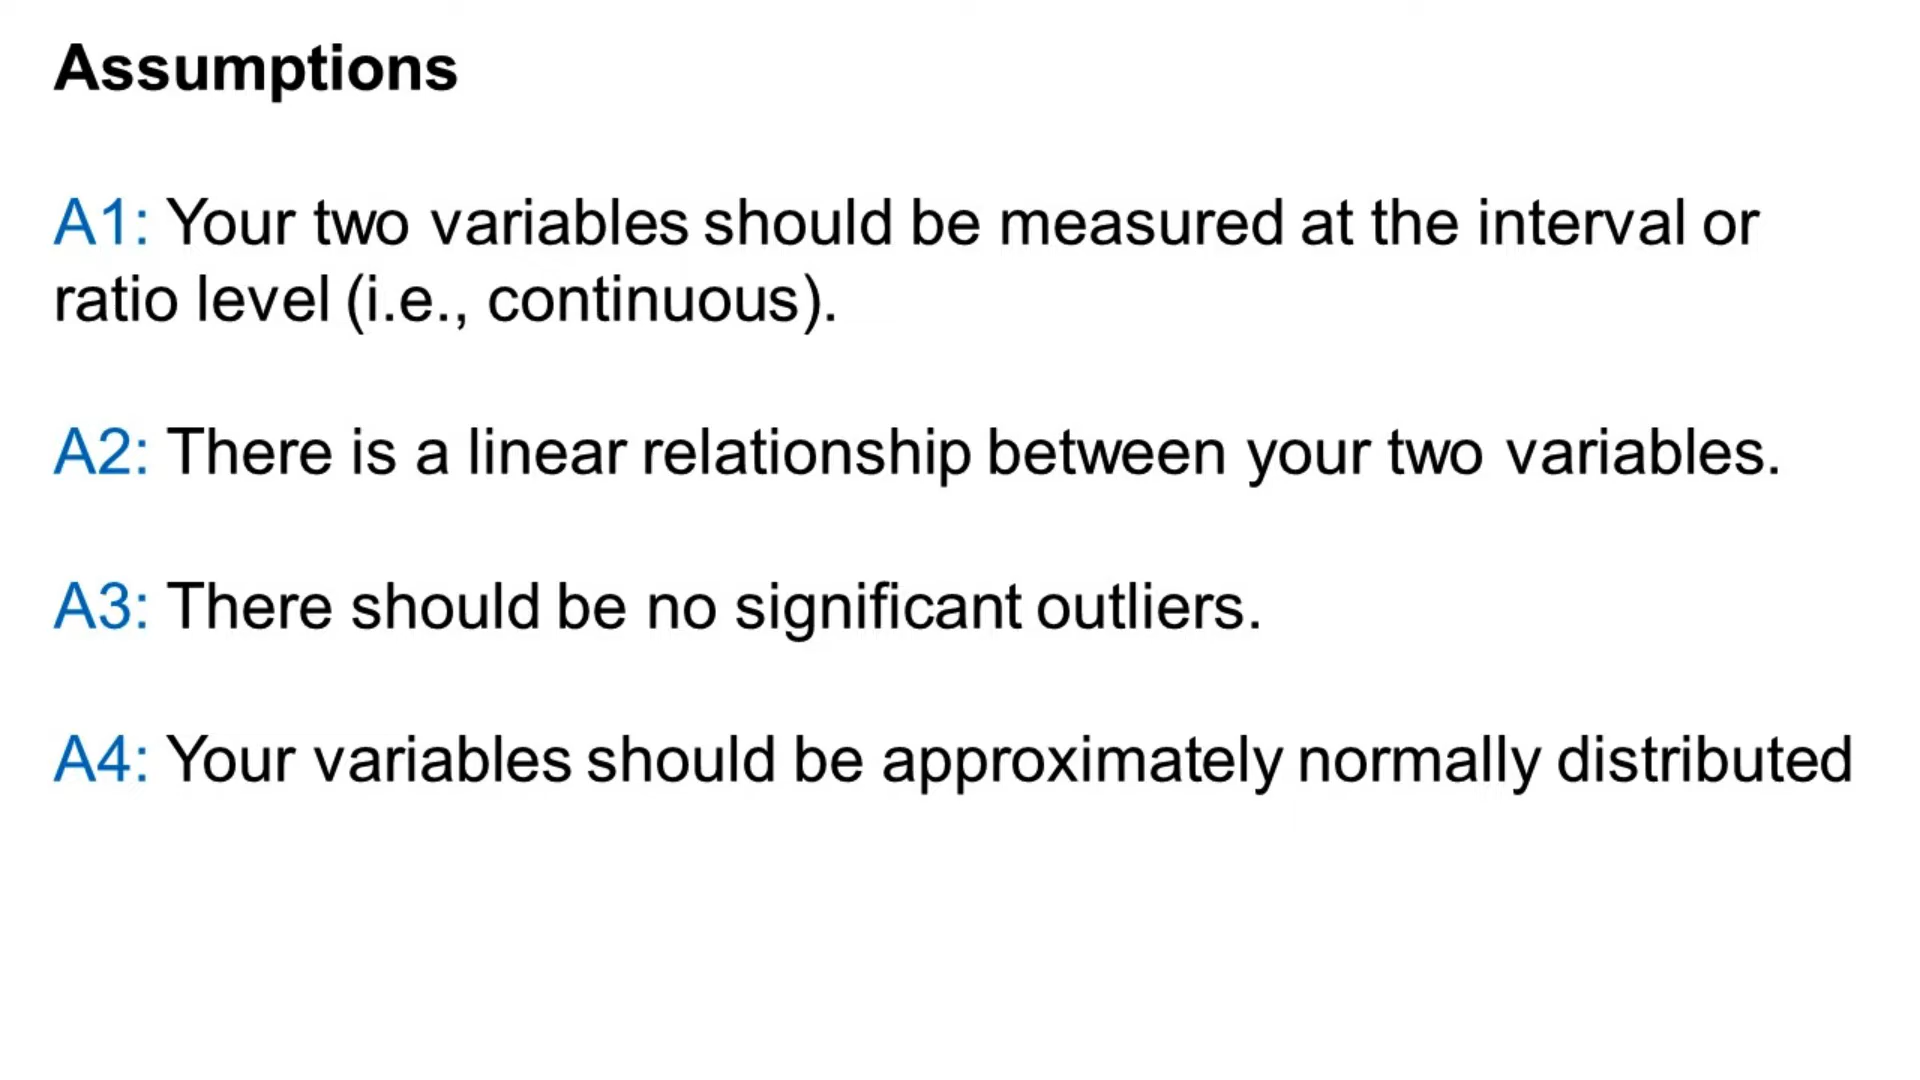 Assumptions
A1: Your two variables should be measured at the interval or
ratio level (i.e., continuous).
A2: There is a linear relationship between your two variables.
A3: There should be no significant outliers.
A4: Your variables should be approximately normally distributed